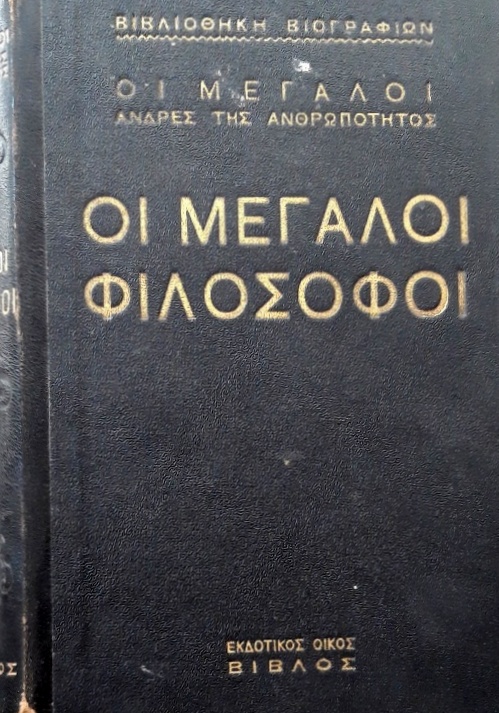 ΒΙΒΛΙΟΘΗΚΗ ΒΙΟΓΡΑΦΙΩΝ
ΟΙ ΜΕΓΑΛΟΙ
ΑΝΔΡΕΣ ΤΗΣ ΑΝΘΡΩΠΟΤΗΤΟΣ
ΟΙ ΜΕΓΑΛΟΙ
ΦΙΛΟΣΟΦΟΙ
ΕΚΔΟΤΙΚΟΣ ΟΙΚΟΣ
ΒΙΒΛΟΣ